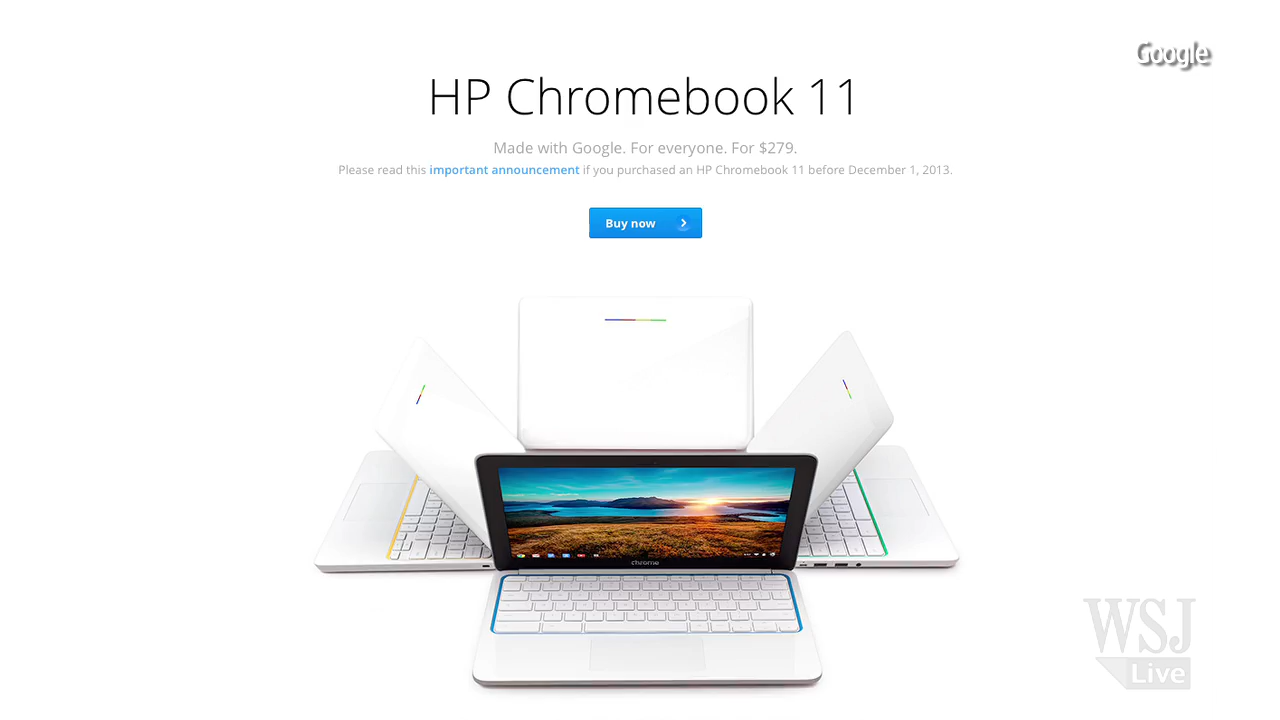 Google
HP Chromebook 11
Made with Google. For everyone. For $279.
Please read this important announcement if you purchased an HP Chromebook 11 before December 1, 2013.
Buy now
chrome
WSJ
Live